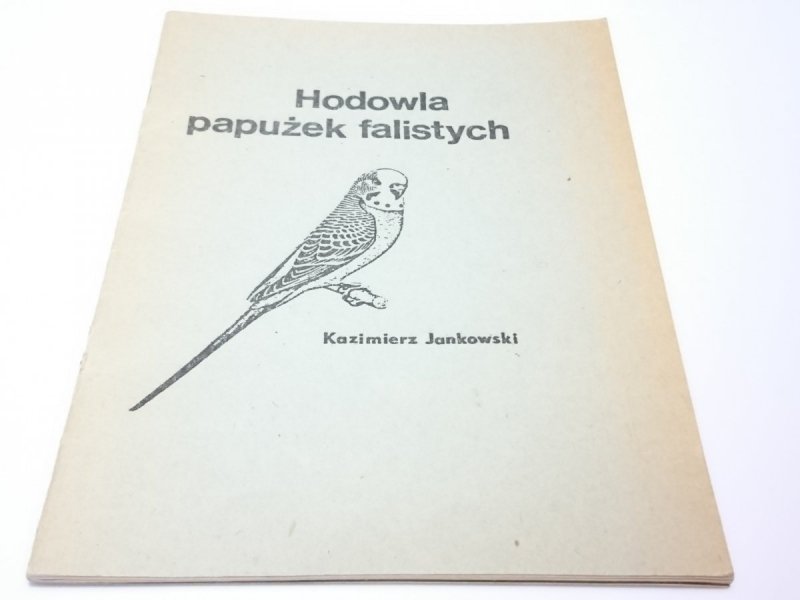 Hodowla
papużek falistych
Kazimierz Jankowski